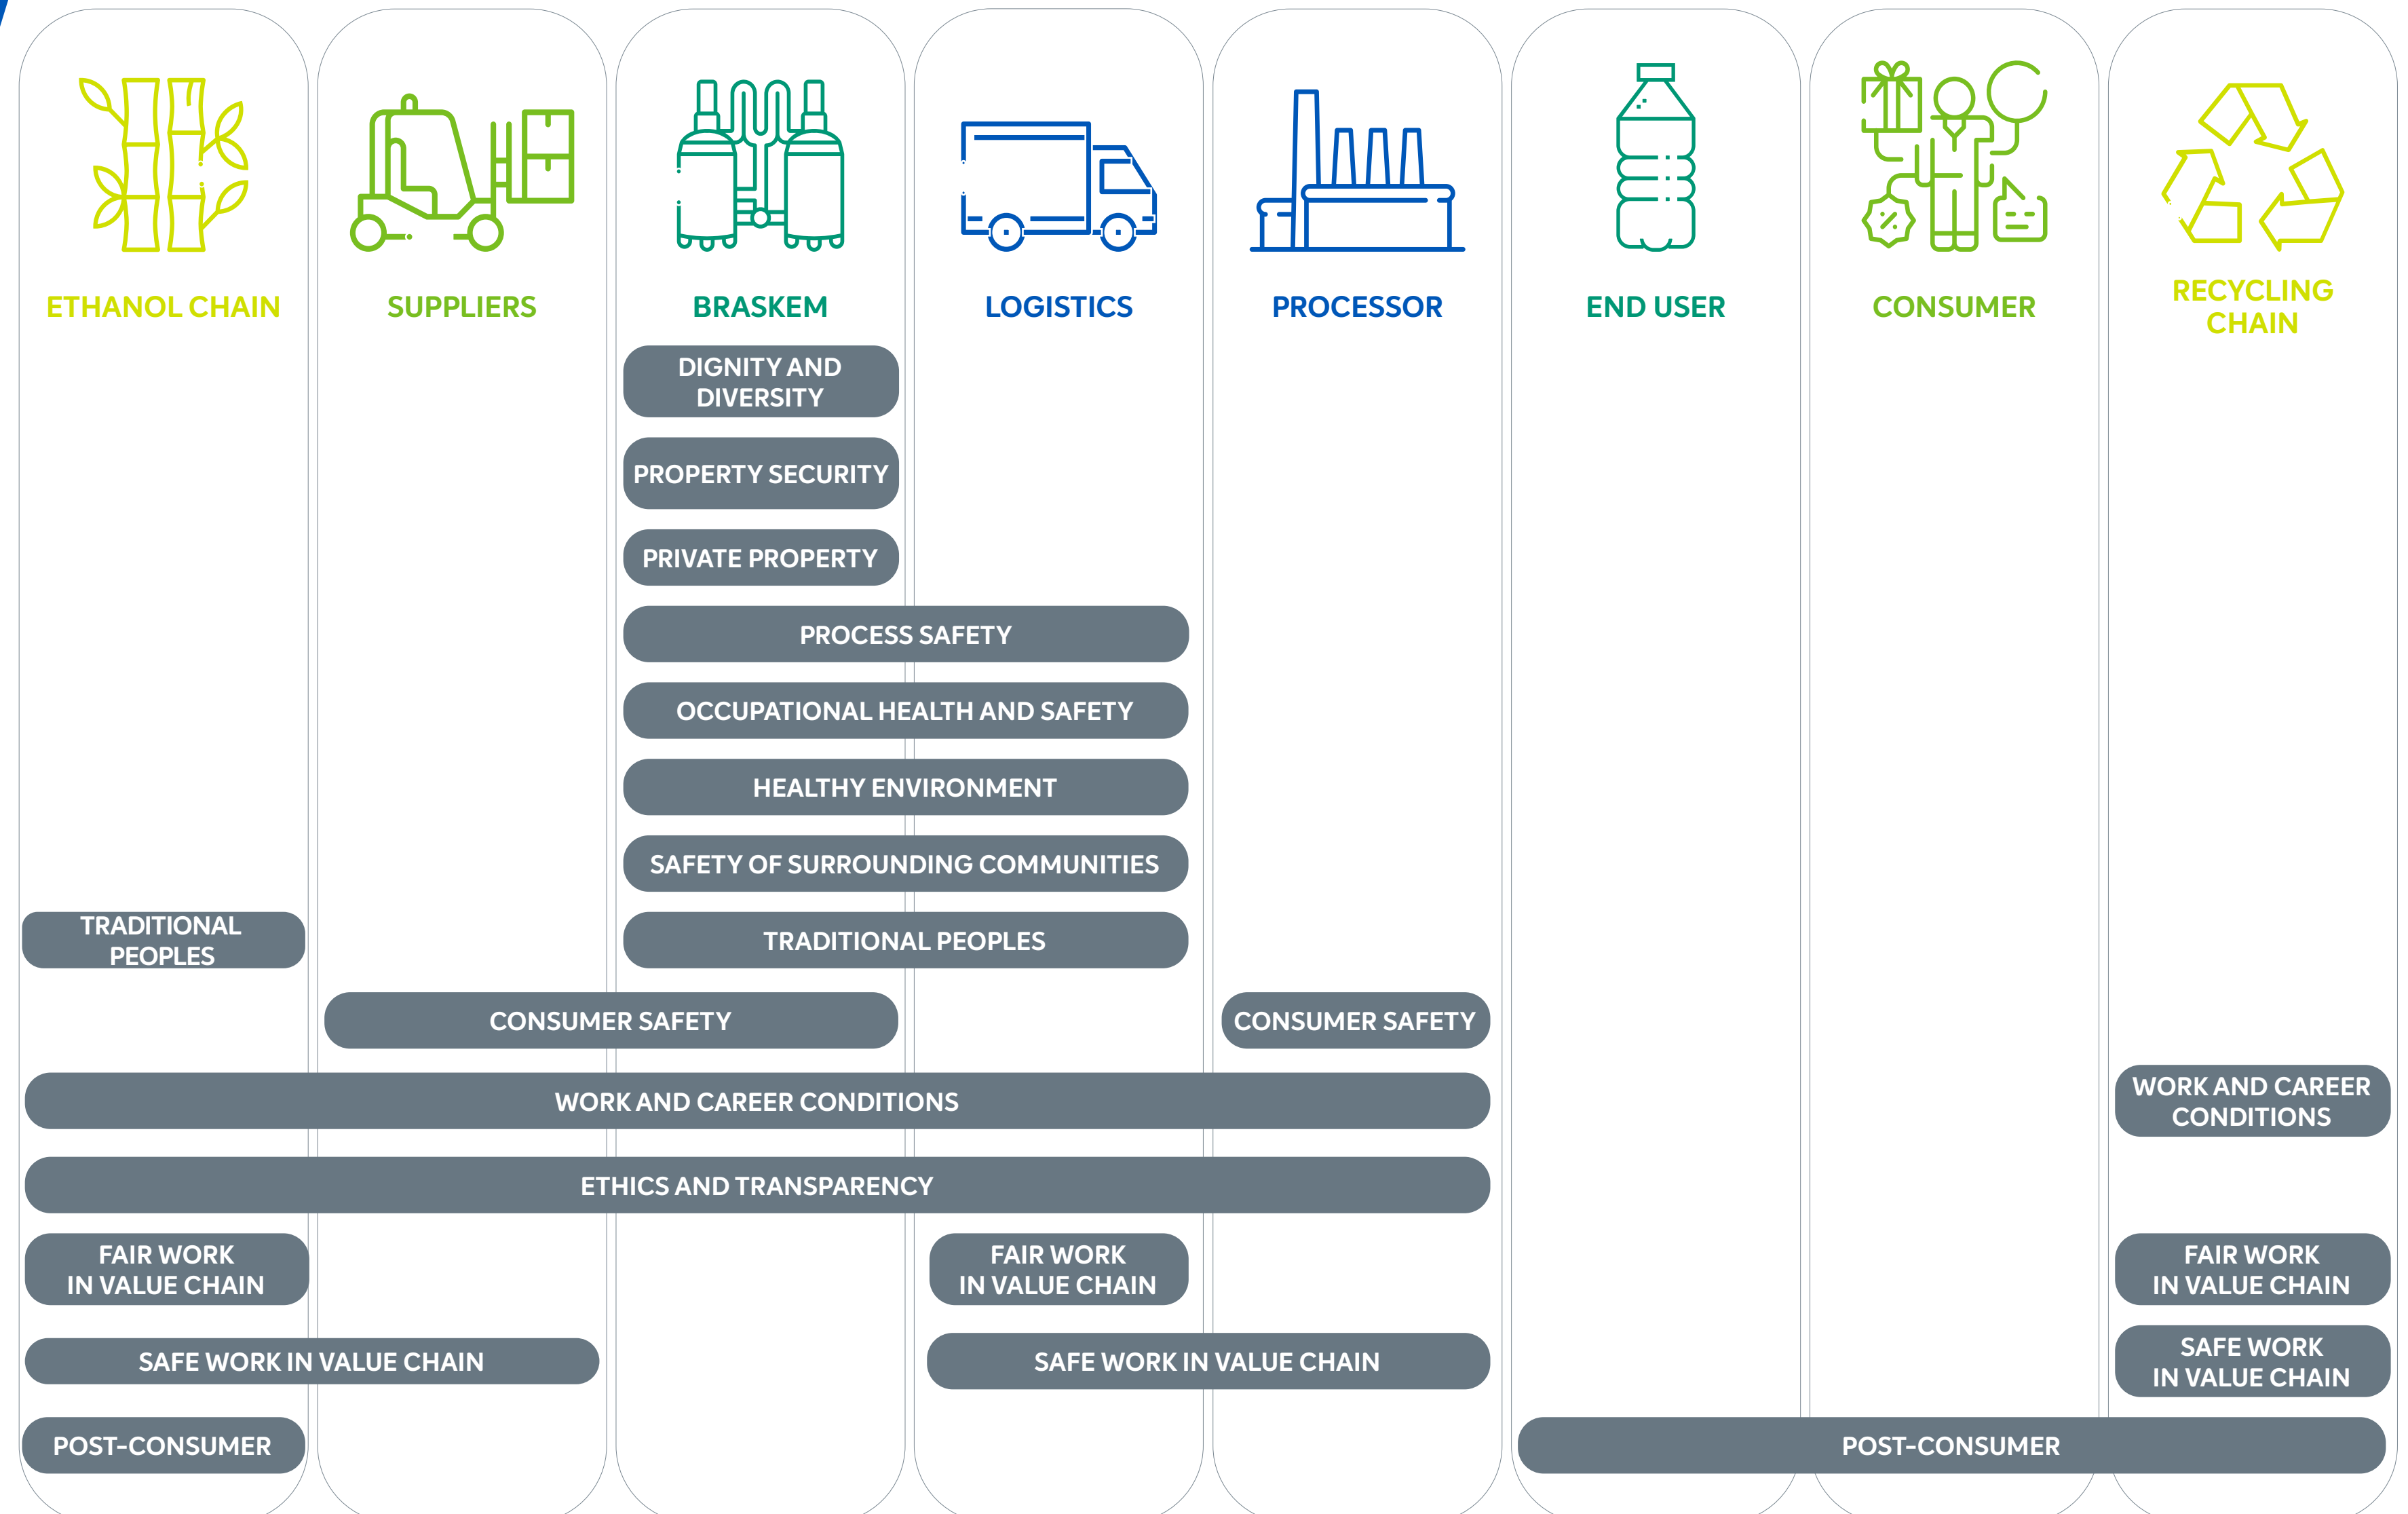 ETHANOL CHAIN
SUPPLIERS
BRASKEM
LOGISTICS
PROCESSOR
END USER
CONSUMER
RECYCLING
CHAIN
DIGNITY AND
DIVERSITY
PROPERTY SECURITY
PRIVATE PROPERTY
PROCESS SAFETY
OCCUPATIONAL HEALTH AND SAFETY
HEALTHY ENVIRONMENT
SAFETY OF SURROUNDING COMMUNITIES
TRADITIONAL
PEOPLES
TRADITIONAL PEOPLES
CONSUMER SAFETY
CONSUMER SAFETY
WORK AND CAREER CONDITIONS
WORK AND CAREER
CONDITIONS
ETHICS AND TRANSPARENCY
FAIR WORK
IN VALUE CHAIN
FAIR WORK
IN VALUE CHAIN
FAIR WORK
IN VALUE CHAIN
SAFE WORK IN VALUE CHAIN
SAFE WORK IN VALUE CHAIN
SAFE WORK
IN VALUE CHAIN
POST-CONSUMER
POST-CONSUMER